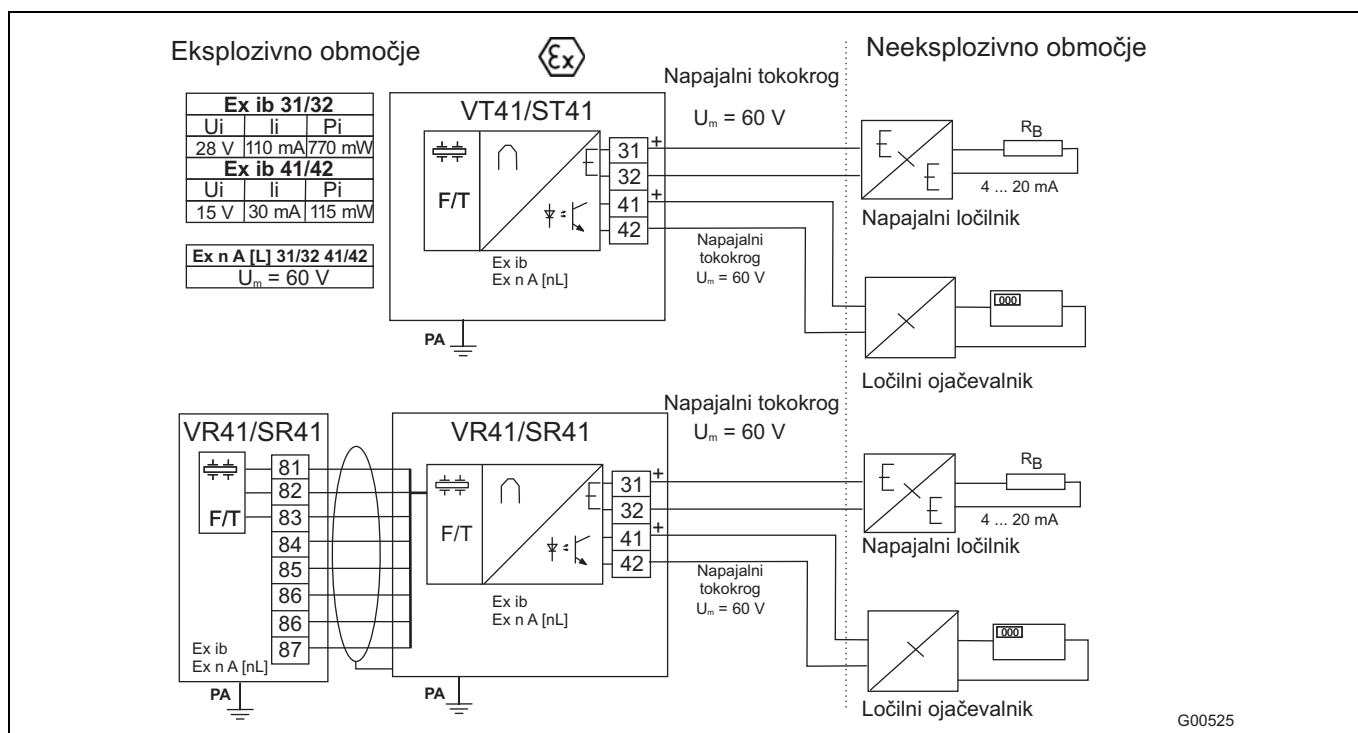 Eksplozivno območje
Ex
Neeksplozivno območje
Ex ib 31/32
Ui Ii Pi
28 V 110 mA 770 mW
Ex ib 41/42
Ui Ii Pi
15 V 30 mA 115 mW
Ex n A [L] 31/32 41/42
Um = 60 V
VT41/ST41
F/T
31 +
32
41 +
42
Ex ib
Ex n A [nL]
PA
Napajalni tokokrog
Um = 60 V
Napajalni
tokokrog
Um = 60 V
RB
4 ... 20 mA
Napajalni ločilnik
000
Ločilni ojačevalnik
VR41/SR41
F/T
81
82
83
84
85
86
86
87
Ex ib
Ex n A [nL]
PA
VR41/SR41
F/T
31 +
32
41 +
42
Ex ib
Ex n A [nL]
PA
Napajalni tokokrog
Um = 60 V
Napajalni
tokokrog
Um = 60 V
RB
4 ... 20 mA
Napajalni ločilnik
000
Ločilni ojačevalnik
G00525